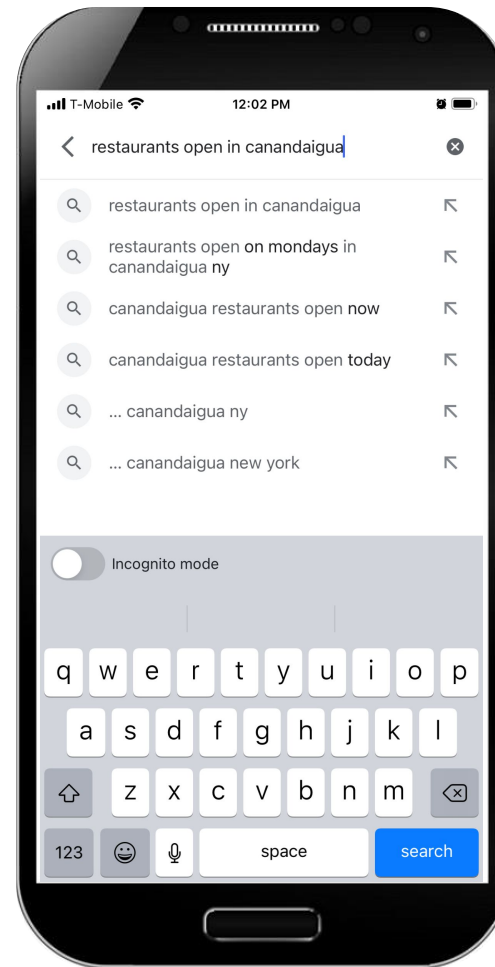 T-Mobile 12:02 PM
restaurants open in canandaigua
restaurants open in canandaigua
restaurants open on mondays in
canandaigua ny
canandaigua restaurants open now
canandaigua restaurants open today
... canandaigua ny
... canandaigua new york
Incognito mode
q w e r t y u i o p
a s d f g h j k l
z x c v b n m
123 space search